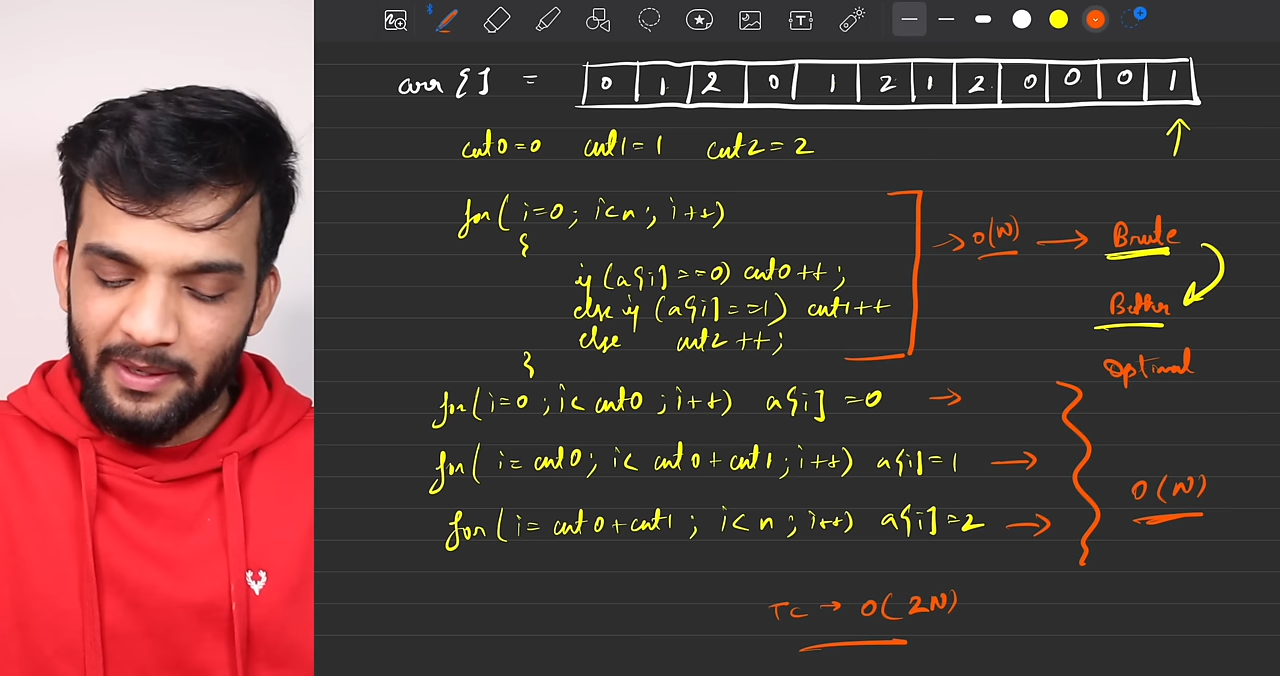 arr [] = 0 1 2 0 1 2 1 2 0 0 0 1
cnt0=0 cnt1=1 cnt2=2
for( i=0; i<n; i++)
{
if (a[i]==0) cnt0++;
else if (a[i]==1) cnt1++
else cnt2++;
}
→ O(N) → Brute
Better
Optimal
for(i=0; i<cnt0; i++) a[i]=0 →
for( i=cnt0; i<cnt0+cnt1; i++) a[i]=1 →
for(i=cnt0+cnt1; i<n; i++) a[i]=2 →
O(N)
TC → O(2N)